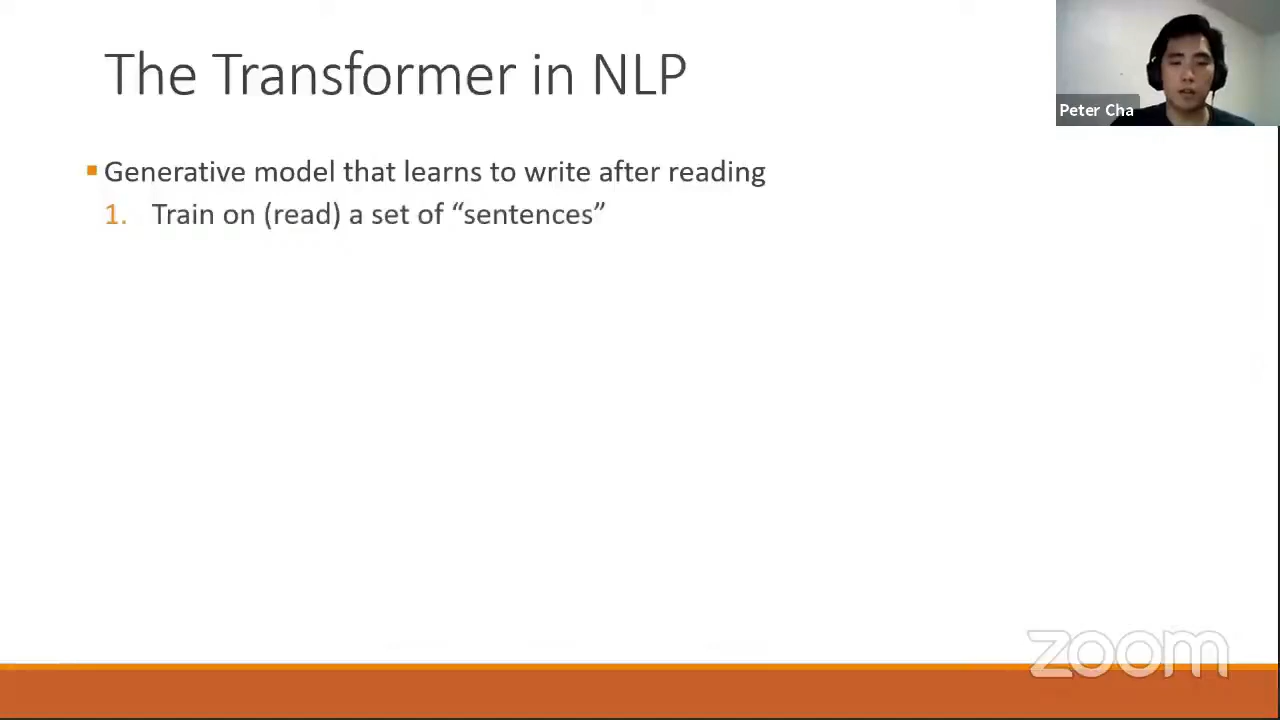 The Transformer in NLP
Peter Cha
Generative model that learns to write after reading
1. Train on (read) a set of “sentences”
zoom